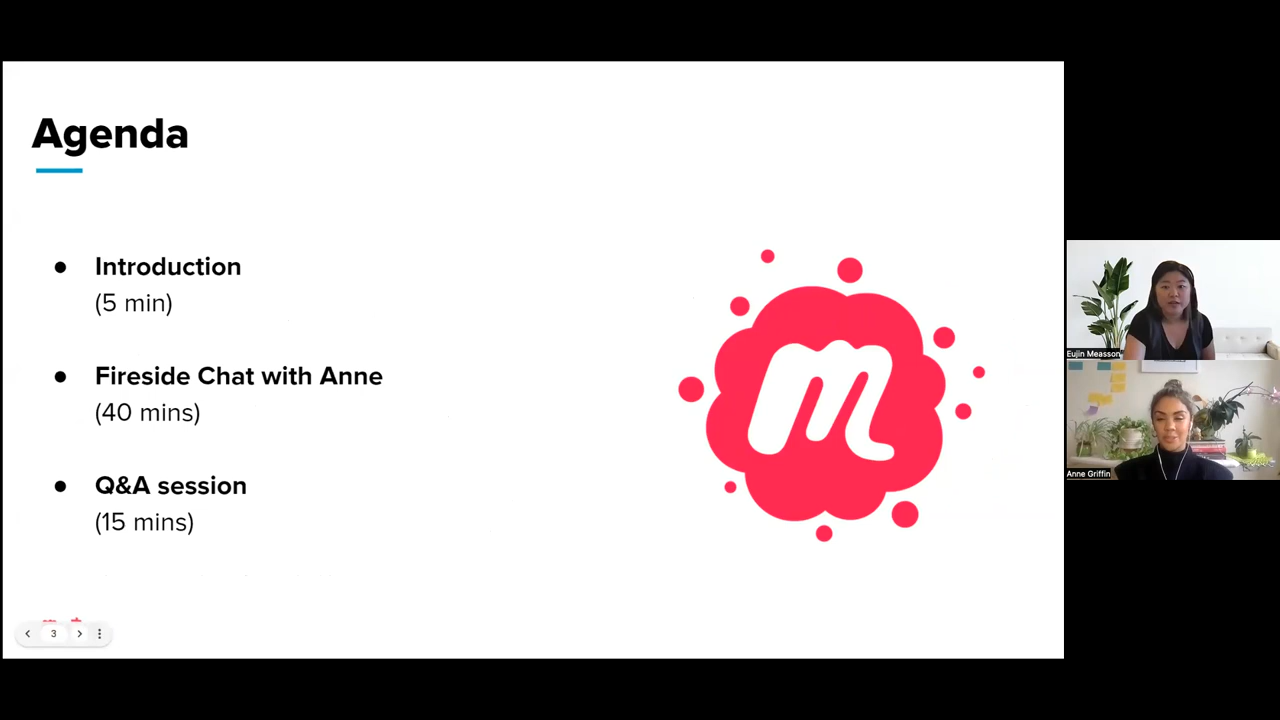 Agenda
● Introduction
(5 min)
● Fireside Chat with Anne
(40 mins)
● Q&A session
(15 mins)
m
3
Eujin Measson
Anne Griffin